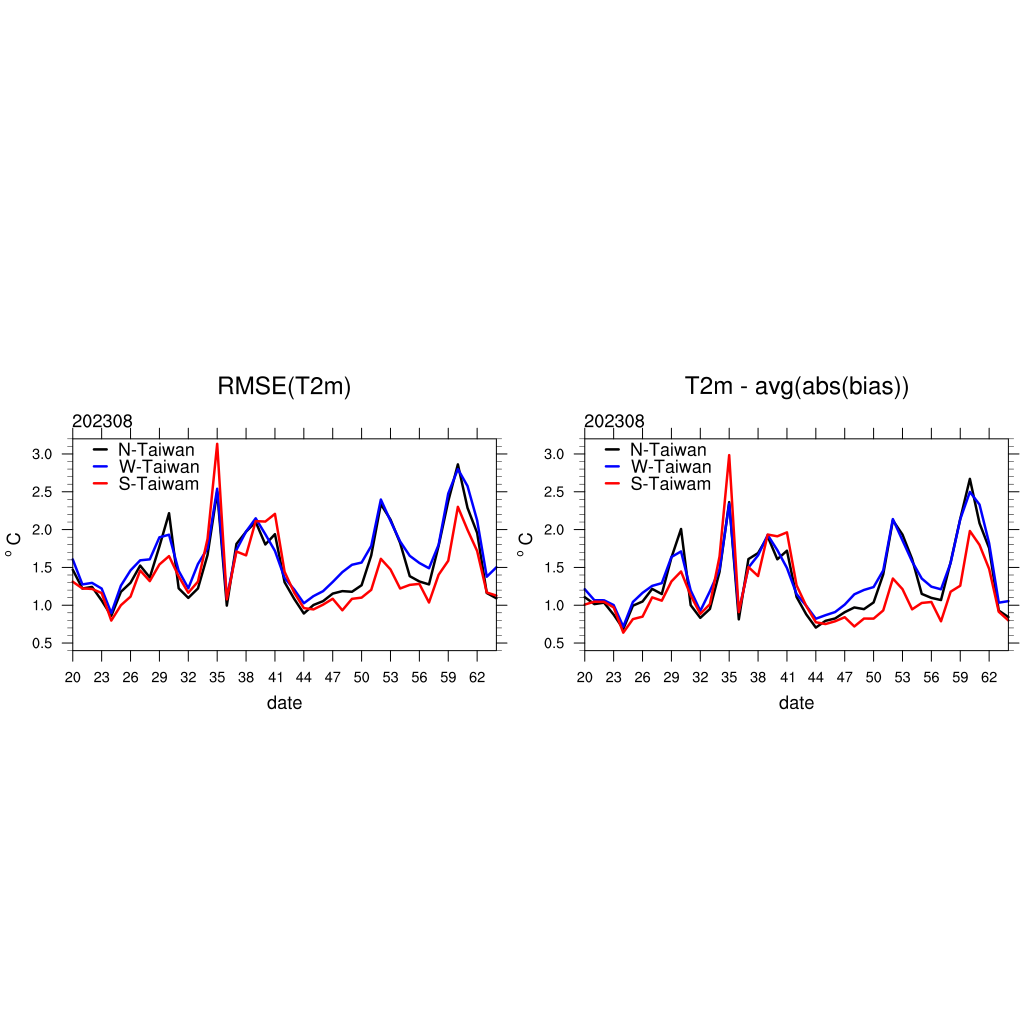 RMSE(T2m)
202308
N-Taiwan
W-Taiwan
S-Taiwam
3.0
2.5
2.0
1.5
1.0
0.5
° C
20 23 26 29 32 35 38 41 44 47 50 53 56 59 62
date
T2m - avg(abs(bias))
202308
N-Taiwan
W-Taiwan
S-Taiwam
3.0
2.5
2.0
1.5
1.0
0.5
° C
20 23 26 29 32 35 38 41 44 47 50 53 56 59 62
date